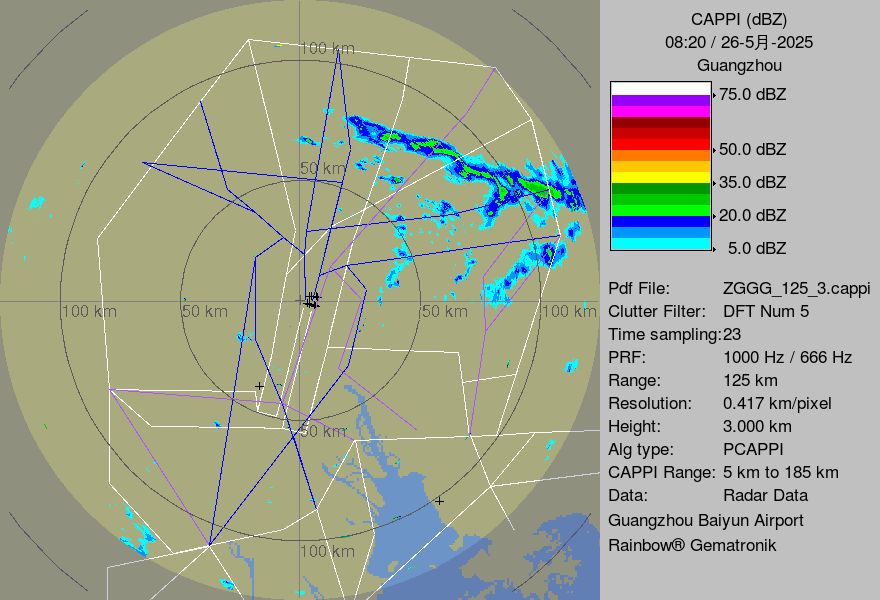 CAPPI (dBZ)
08:20 / 26-5月-2025
Guangzhou
75.0 dBZ
50.0 dBZ
35.0 dBZ
20.0 dBZ
5.0 dBZ
Pdf File: ZGGG_125_3.cappi
Clutter Filter: DFT Num 5
Time sampling:23
PRF: 1000 Hz / 666 Hz
Range: 125 km
Resolution: 0.417 km/pixel
Height: 3.000 km
Alg type: PCAPPI
CAPPI Range: 5 km to 185 km
Data: Radar Data
Guangzhou Baiyun Airport
Rainbow® Gematronik
100 km
50 km
100 km
50 km
50 km
100 km
50 km
100 km